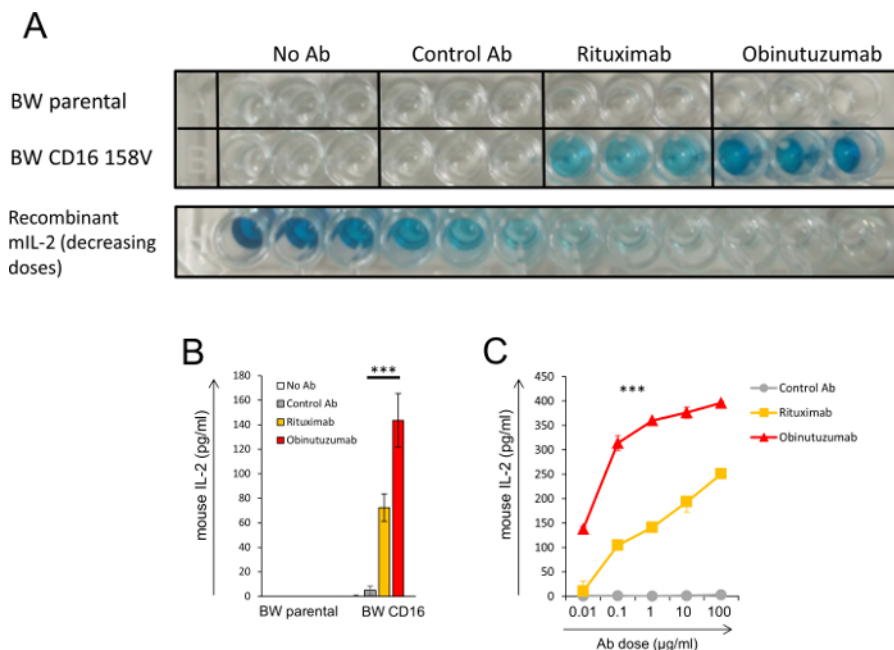 A
No Ab Control Ab Rituximab Obinutuzumab
BW parental
BW CD16 158V
Recombinant
mIL-2 (decreasing
doses)
B
mouse IL-2 (pg/ml)
180
160
140
120
100
80
60
40
20
0
No Ab
Control Ab
Rituximab
Obinutuzumab
***
BW parental BW CD16
C
mouse IL-2 (pg/ml)
450
400
350
300
250
200
150
100
50
0
***
Control Ab
Rituximab
Obinutuzumab
0.01 0.1 1 10 100
Ab dose (µg/ml)